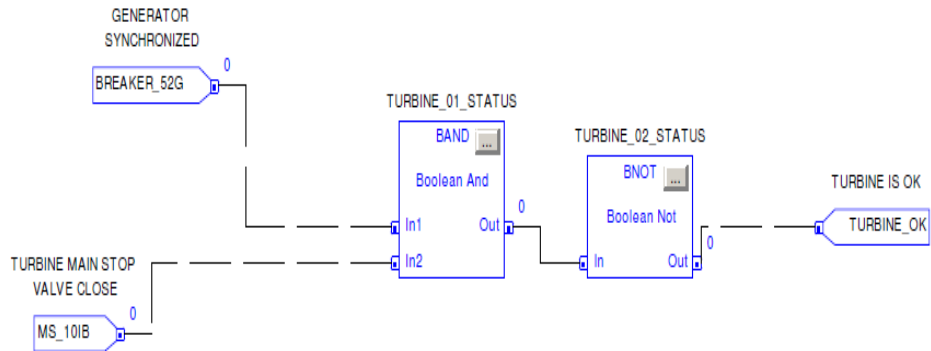 GENERATOR
SYNCHRONIZED
0
BREAKER_52G
TURBINE_01_STATUS
BAND ...
Boolean And
In1 Out
0
In2
TURBINE_02_STATUS
BNOT ...
Boolean Not
In Out
0
TURBINE IS OK
TURBINE_OK
TURBINE MAIN STOP
VALVE CLOSE
0
MS_10IB